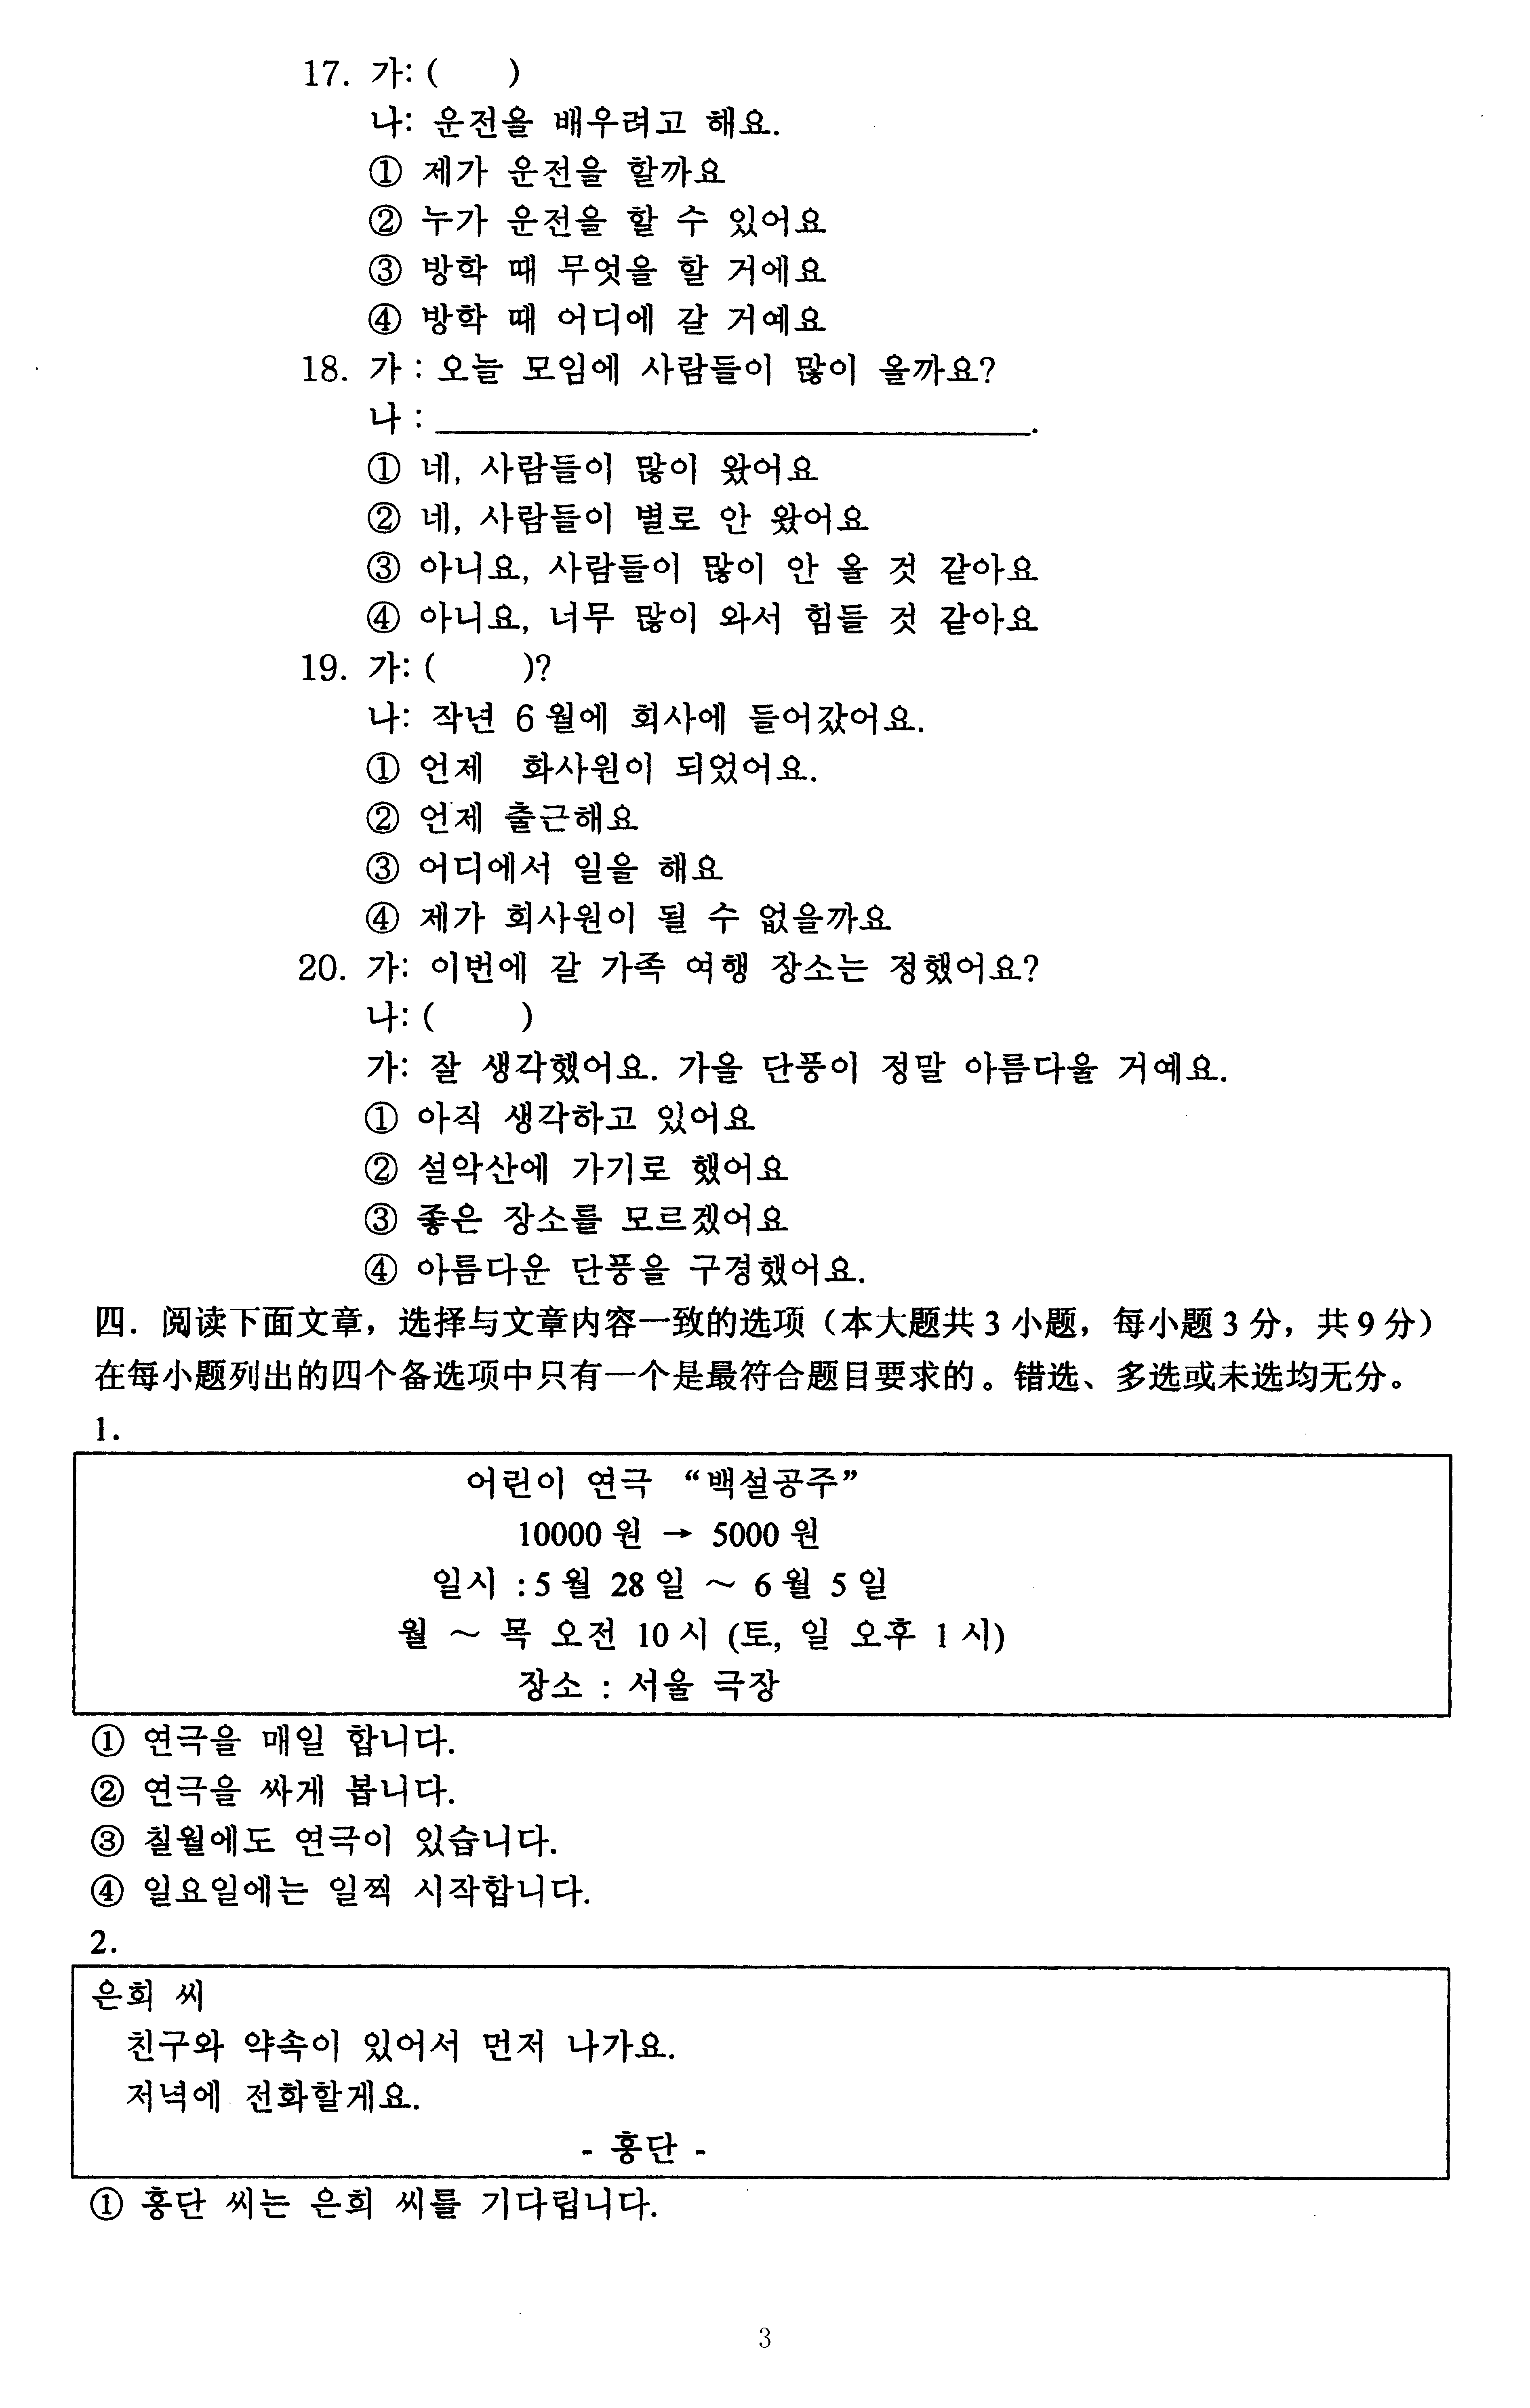 17. 가: (      )
나: 운전을 배우려고 해요.
① 제가 운전을 할까요
② 누가 운전을 할 수 있어요
③ 방학 때 무엇을 할 거에요
④ 방학 때 어디에 갈 거예요
18. 가 : 오늘 모임에 사람들이 많이 올까요?
나 : ______________________________.
① 네, 사람들이 많이 왔어요
② 네, 사람들이 별로 안 왔어요
③ 아니요, 사람들이 많이 안 올 것 같아요
④ 아니요, 너무 많이 와서 힘들 것 같아요
19. 가: (      )?
나: 작년 6월에 회사에 들어갔어요.
① 언제 화사원이 되었어요.
② 언제 출근해요
③ 어디에서 일을 해요
④ 제가 회사원이 될 수 없을까요
20. 가: 이번에 갈 가족 여행 장소는 정했어요?
나: (      )
가: 잘 생각했어요. 가을 단풍이 정말 아름다울 거예요.
① 아직 생각하고 있어요
② 설악산에 가기로 했어요
③ 좋은 장소를 모르겠어요
④ 아름다운 단풍을 구경했어요.
四. 阅读下面文章，选择与文章内容一致的选项（本大题共 3 小题，每小题 3 分，共 9 分）
在每小题列出的四个备选项中只有一个是最符合题目要求的。错选、多选或未选均无分。
1.
어린이 연극 “백설공주”
10000 원 → 5000 원
일시 : 5 월 28 일 ～ 6 월 5 일
월 ～ 목 오전 10 시 (토, 일 오후 1 시)
장소 : 서울 극장
① 연극을 매일 합니다.
② 연극을 싸게 봅니다.
③ 칠월에도 연극이 있습니다.
④ 일요일에는 일찍 시작합니다.
2.
은희 씨
친구와 약속이 있어서 먼저 나가요.
저녁에 전화할게요.
- 홍단 -
① 홍단 씨는 은희 씨를 기다립니다.
3